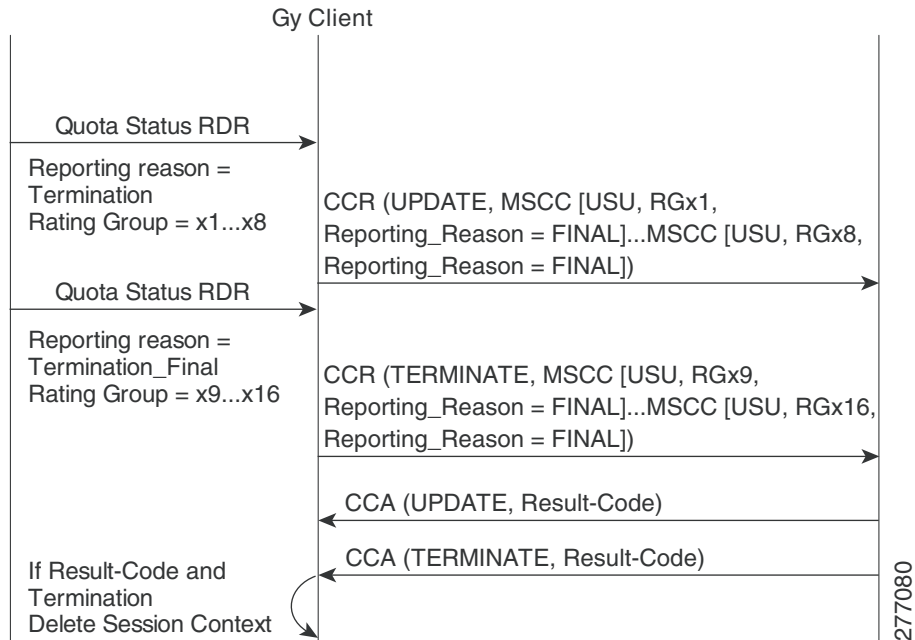 Gy Client
Quota Status RDR
Reporting reason =
Termination
Rating Group = x1...x8
CCR (UPDATE, MSCC [USU, RGx1,
Reporting_Reason = FINAL]...MSCC [USU, RGx8,
Reporting_Reason = FINAL])
Quota Status RDR
Reporting reason =
Termination_Final
Rating Group = x9...x16
CCR (TERMINATE, MSCC [USU, RGx9,
Reporting_Reason = FINAL]...MSCC [USU, RGx16,
Reporting_Reason = FINAL])
CCA (UPDATE, Result-Code)
CCA (TERMINATE, Result-Code)
If Result-Code and
Termination
Delete Session Context
277080